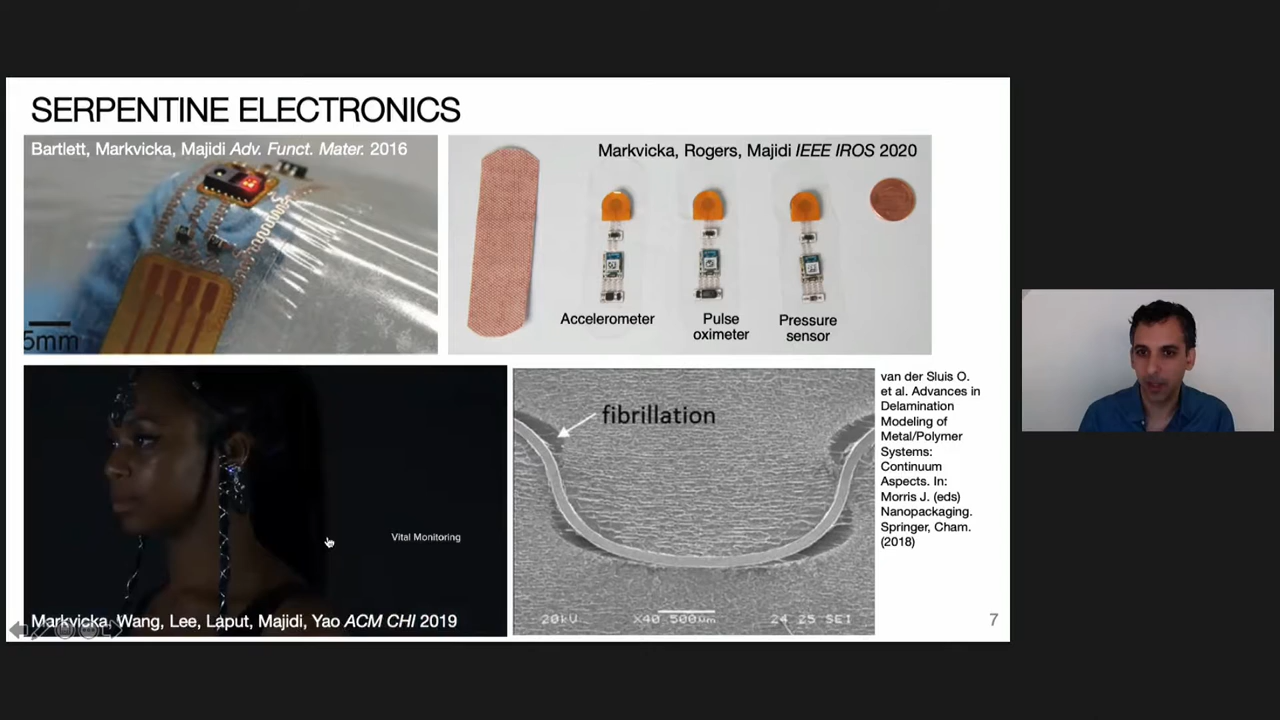 SERPENTINE ELECTRONICS
Bartlett, Markvicka, Majidi Adv. Funct. Mater. 2016
5mm
Markvicka, Rogers, Majidi IEEE IROS 2020
Accelerometer
Pulse
oximeter
Pressure
sensor
Vital Monitoring
Markvicka, Wang, Lee, Laput, Majidi, Yao ACM CHI 2019
fibrillation
20kV X40 500µm 24 25 SEI
van der Sluis O.
et al. Advances in
Delamination
Modeling of
Metal/Polymer
Systems:
Continuum
Aspects. In:
Morris J. (eds)
Nanopackaging.
Springer, Cham.
(2018)
7